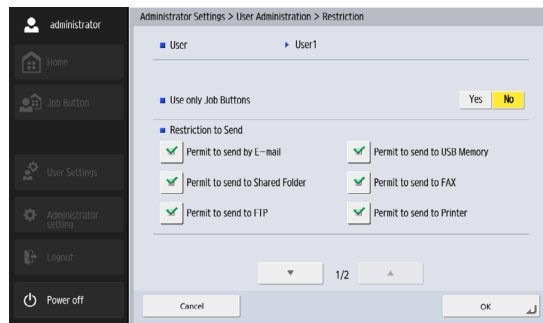 administrator
Administrator Settings > User Administration > Restriction
User
User1
Home
Job Button
Use only Job Buttons
Yes
No
Restriction to Send
Permit to send by E-mail
Permit to send to USB Memory
User Settings
Permit to send to Shared Folder
Permit to send to FAX
Administrator
setting
Permit to send to FTP
Permit to send to Printer
Logout
1/2
Power off
Cancel
OK